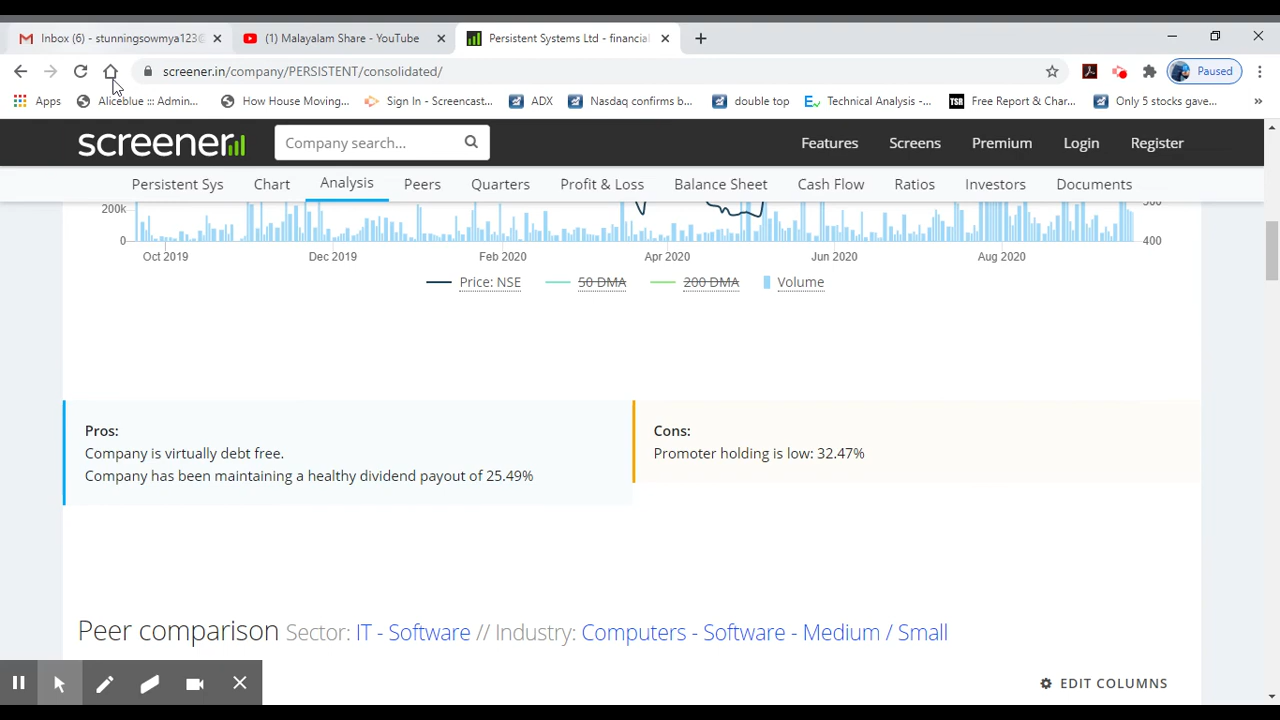 Inbox (6) - stunningsowmya123@
(1) Malayalam Share - YouTube
Persistent Systems Ltd - financial
screener.in/company/PERSISTENT/consolidated/
Paused
Apps
Aliceblue ::: Admin...
How House Moving...
Sign In - Screencast...
ADX
Nasdaq confirms b...
double top
Technical Analysis -...
TSR
Free Report & Char...
Only 5 stocks gave...
screener
Company search...
Features
Screens
Premium
Login
Register
Persistent Sys
Chart
Analysis
Peers
Quarters
Profit & Loss
Balance Sheet
Cash Flow
Ratios
Investors
Documents
200k
0
400
Oct 2019
Dec 2019
Feb 2020
Apr 2020
Jun 2020
Aug 2020
Price: NSE
50 DMA
200 DMA
Volume
Pros:
Company is virtually debt free.
Company has been maintaining a healthy dividend payout of 25.49%
Cons:
Promoter holding is low: 32.47%
Peer comparison Sector: IT - Software // Industry: Computers - Software - Medium / Small
EDIT COLUMNS